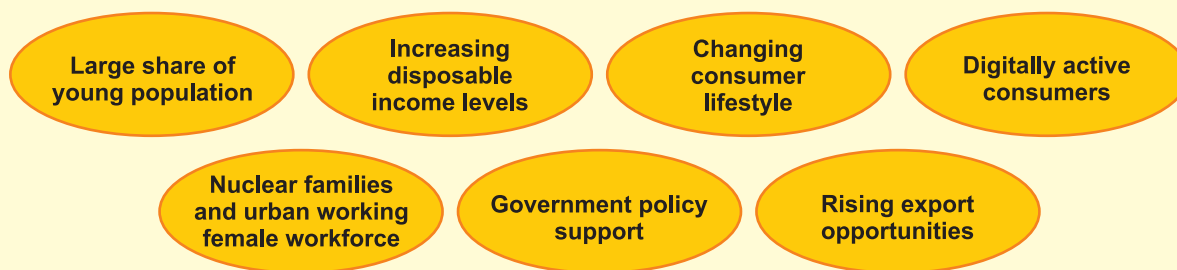 Large share of
young population
Increasing
disposable
income levels
Changing
consumer
lifestyle
Digitally active
consumers
Nuclear families
and urban working
female workforce
Government policy
support
Rising export
opportunities